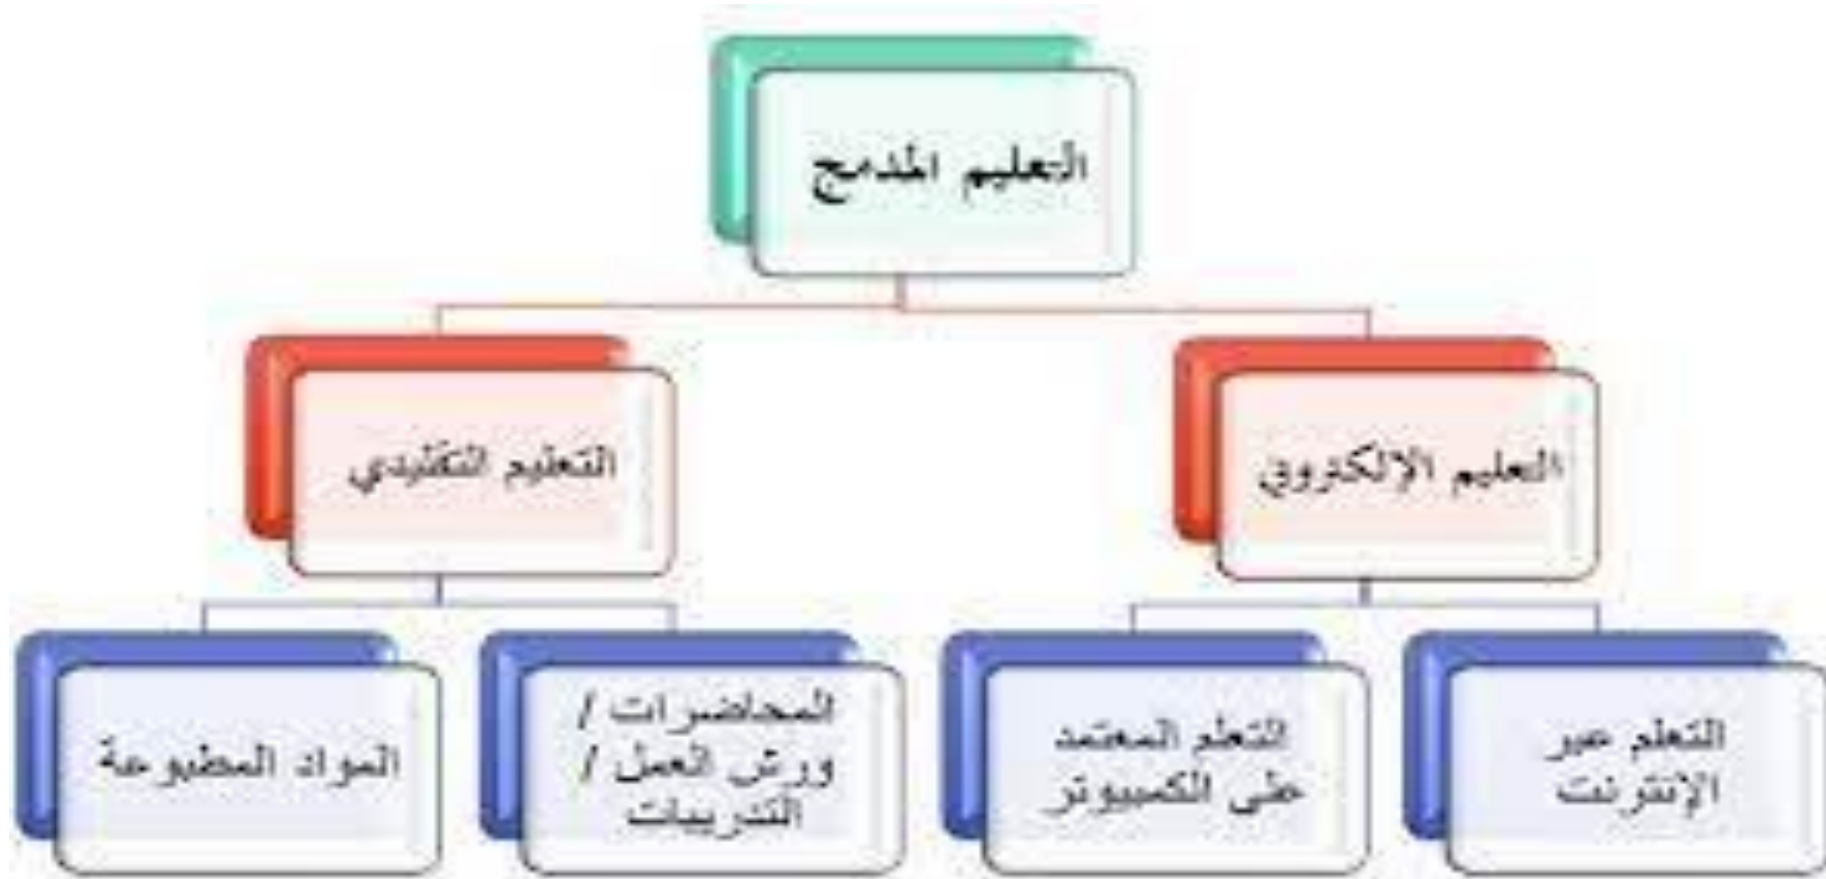 التعليم المدمج
التعليم الإلكتروني
التعليم التقليدي
التعلم عبر
الإنترنت
التعلم المعتمد
على الكمبيوتر
المحاضرات /
ورش العمل /
التدريبات
المواد المطبوعة